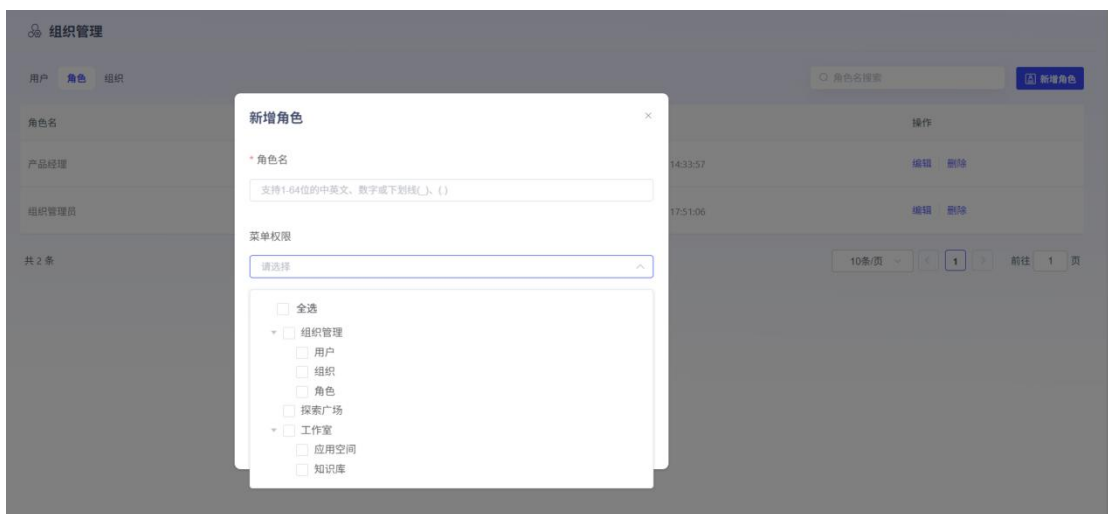 组织管理
用户 角色 组织
角色名搜索
新增角色
角色名
操作
产品经理
14:33:57
编辑 删除
组织管理员
17:51:06
编辑 删除
共 2 条
10条/页
1
前往 1 页
新增角色
* 角色名
支持1-64位的中英文、数字或下划线(_)、( )
菜单权限
请选择
全选
组织管理
用户
组织
角色
探索广场
工作室
应用空间
知识库